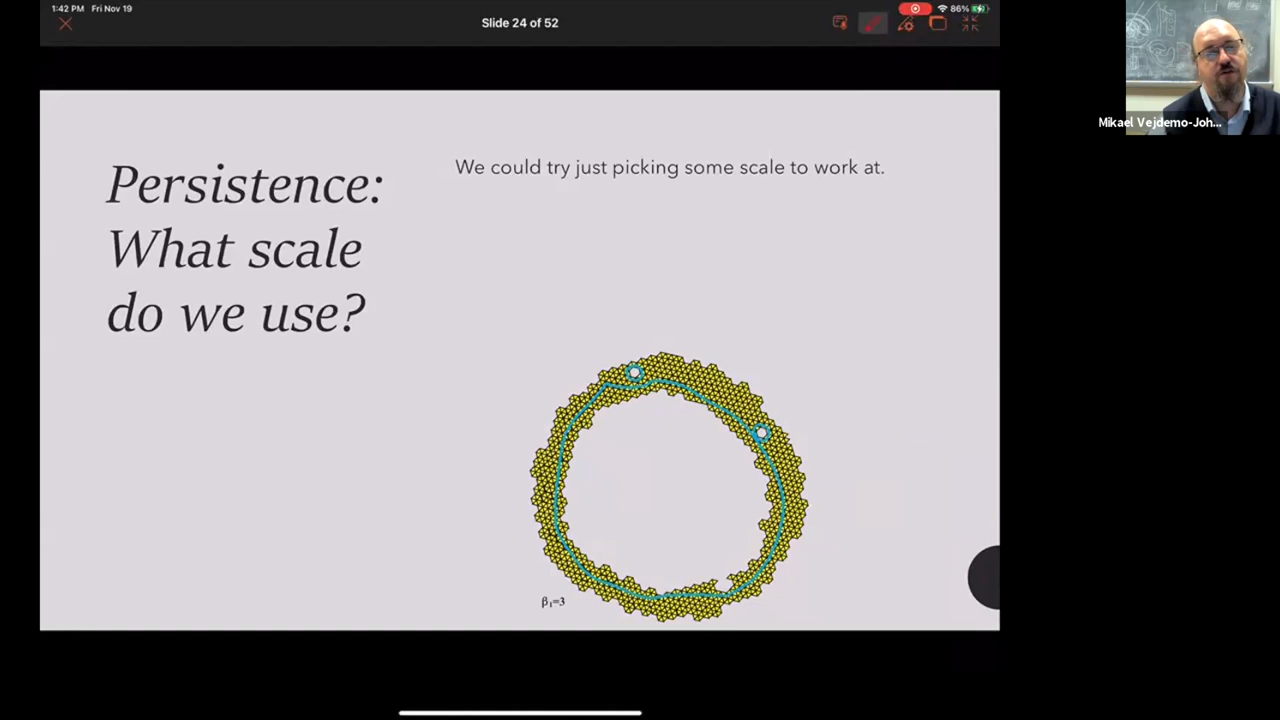 1:42 PM Fri Nov 19
86%
Slide 24 of 52
Mikael Vejdemo-Joh...
Persistence:
What scale
do we use?
We could try just picking some scale to work at.
β₁=3